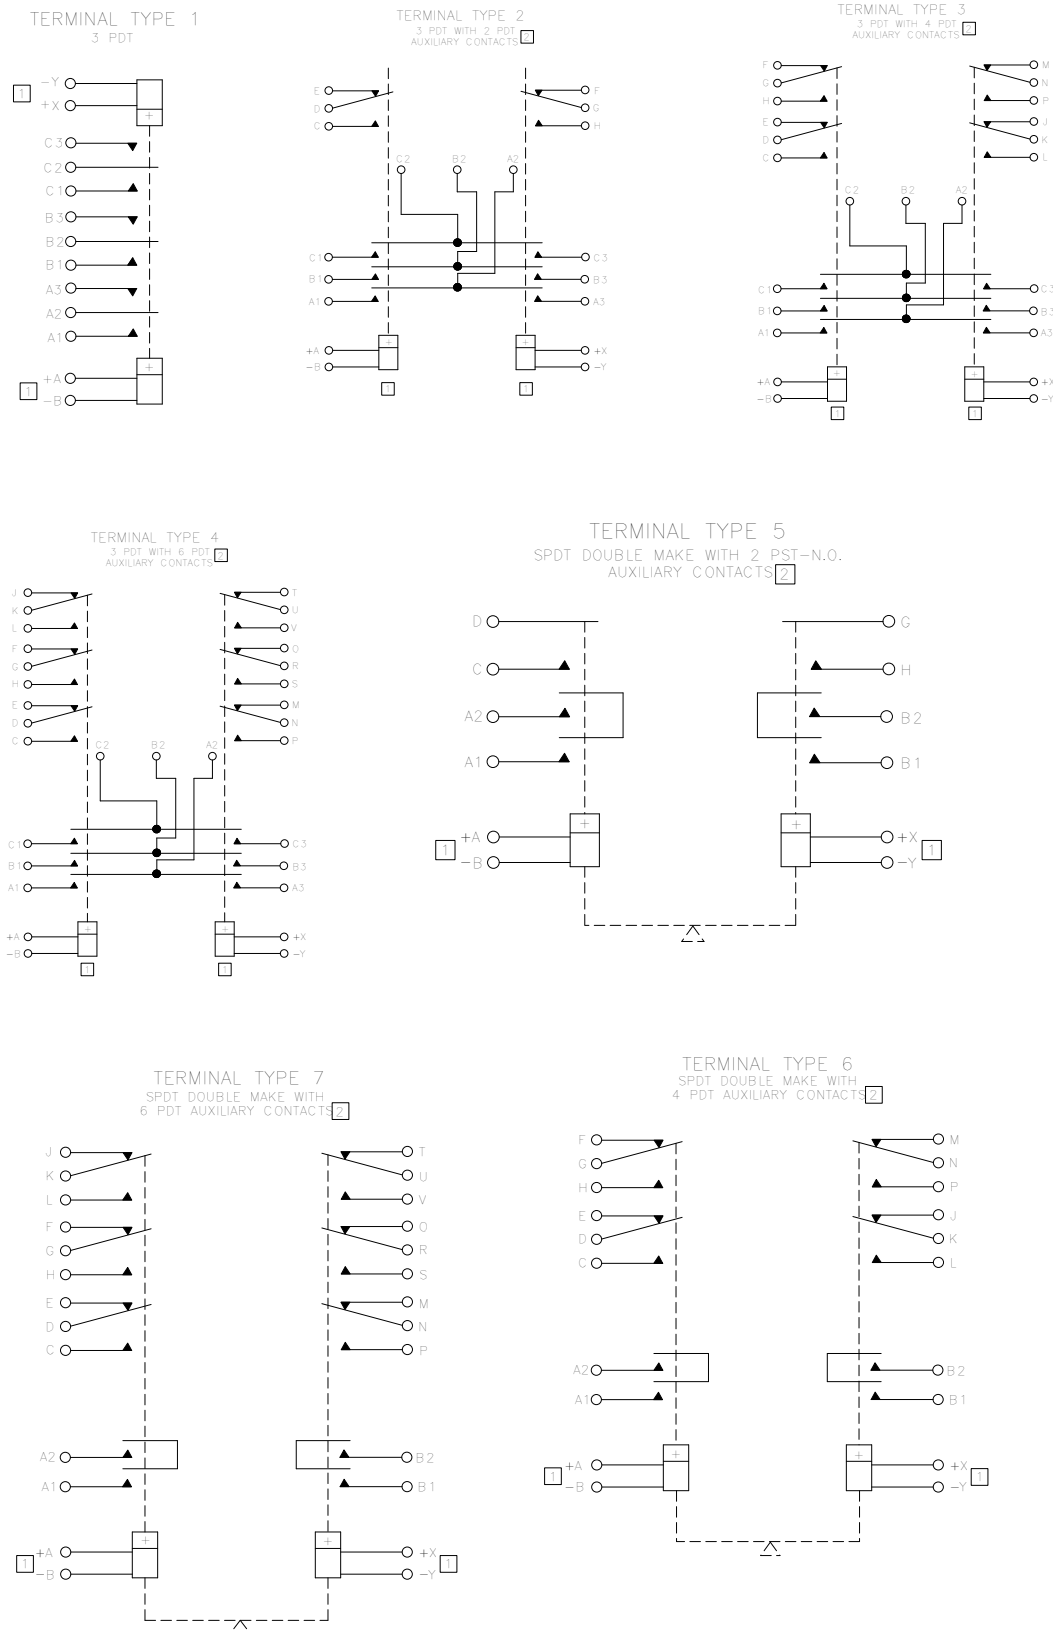 TERMINAL TYPE 1
3 PDT
-Y
1
+X
+
C3
C2
C1
B3
B2
B1
A3
A2
A1
+
+A
1
-B
TERMINAL TYPE 2
3 PDT WITH 2 PDT
AUXILIARY CONTACTS 2
E F
D G
C H
C2 B2 A2
C1 C3
B1 B3
A1 A3
+ +
+A +X
-B -Y
1 1
TERMINAL TYPE 3
3 PDT WITH 4 PDT
AUXILIARY CONTACTS 2
F M
G N
H P
E J
D K
C L
C2 B2 A2
C1 C3
B1 B3
A1 A3
+ +
+A +X
-B -Y
1 1
TERMINAL TYPE 4
3 PDT WITH 6 PDT
AUXILIARY CONTACTS 2
J T
K U
L V
F O
G R
H S
E M
D N
C P
C2 B2 A2
C1 C3
B1 B3
A1 A3
+ +
+A +X
-B -Y
1 1
TERMINAL TYPE 5
SPDT DOUBLE MAKE WITH 2 PST-N.O.
AUXILIARY CONTACTS 2
D G
C H
A2 B2
A1 B1
+ +
+A +X
1 1
-B -Y
TERMINAL TYPE 7
SPDT DOUBLE MAKE WITH
6 PDT AUXILIARY CONTACTS 2
J T
K U
L V
F O
G R
H S
E M
D N
C P
A2 B2
A1 B1
+ +
+A +X
1 1
-B -Y
TERMINAL TYPE 6
SPDT DOUBLE MAKE WITH
4 PDT AUXILIARY CONTACTS 2
F M
G N
H P
E J
D K
C L
A2 B2
A1 B1
+ +
+A +X
1 1
-B -Y